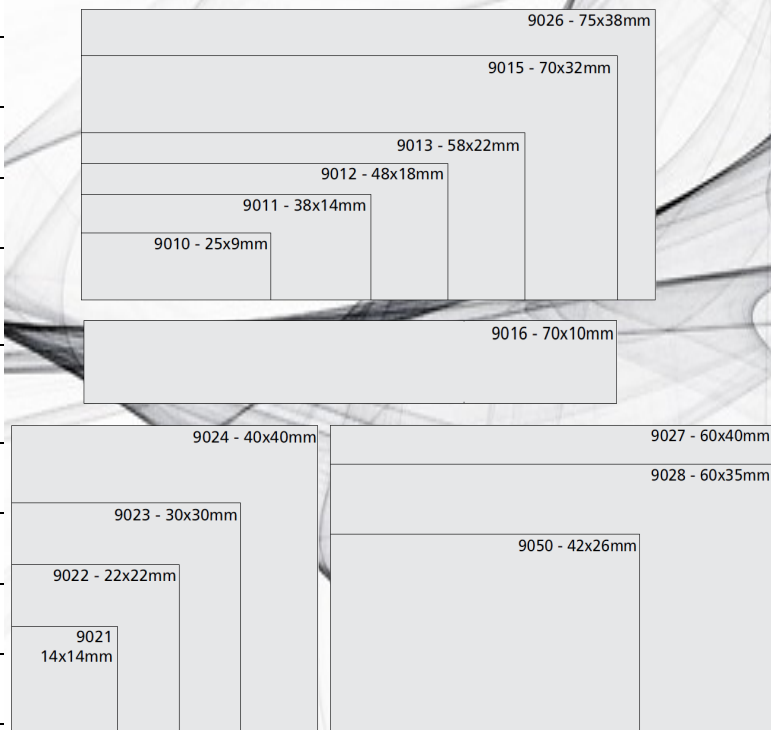 9026 - 75x38mm
9015 - 70x32mm
9013 - 58x22mm
9012 - 48x18mm
9011 - 38x14mm
9010 - 25x9mm
9016 - 70x10mm
9024 - 40x40mm
9027 - 60x40mm
9028 - 60x35mm
9023 - 30x30mm
9050 - 42x26mm
9022 - 22x22mm
9021
14x14mm